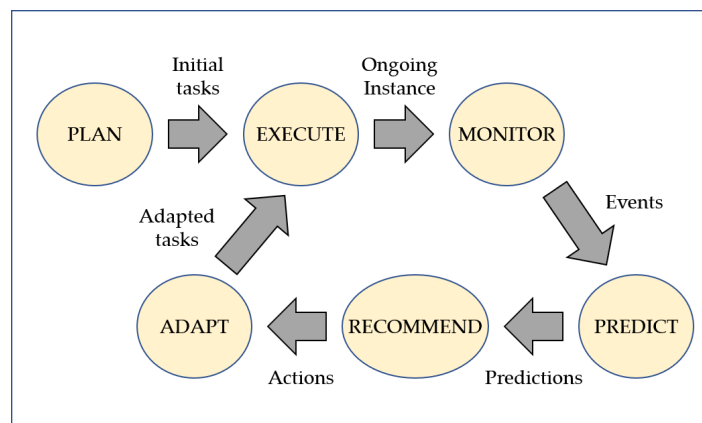 Initial
tasks
Ongoing
Instance
PLAN
EXECUTE
MONITOR
Adapted
tasks
Events
ADAPT
RECOMMEND
PREDICT
Actions
Predictions